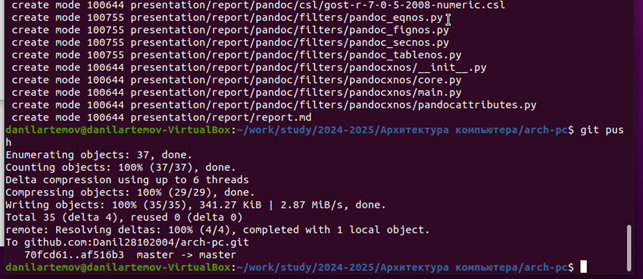 create mode 100644 presentation/report/pandoc/csl/gost-r-7-0-5-2008-numeric.csl
create mode 100755 presentation/report/pandoc/filters/pandoc_eqnos.py
create mode 100755 presentation/report/pandoc/filters/pandoc_fignos.py
create mode 100755 presentation/report/pandoc/filters/pandoc_secnos.py
create mode 100755 presentation/report/pandoc/filters/pandoc_tablenos.py
create mode 100644 presentation/report/pandoc/filters/pandocxnos/__init__.py
create mode 100644 presentation/report/pandoc/filters/pandocxnos/core.py
create mode 100644 presentation/report/pandoc/filters/pandocxnos/main.py
create mode 100644 presentation/report/pandoc/filters/pandocxnos/pandocattributes.py
create mode 100644 presentation/report/report.md
danilartemov@danilartemov-VirtualBox:~/work/study/2024-2025/Архитектура компьютера/arch-pc$ git pus
h
Enumerating objects: 37, done.
Counting objects: 100% (37/37), done.
Delta compression using up to 6 threads
Compressing objects: 100% (29/29), done.
Writing objects: 100% (35/35), 341.27 KiB | 2.87 MiB/s, done.
Total 35 (delta 4), reused 0 (delta 0)
remote: Resolving deltas: 100% (4/4), completed with 1 local object.
To github.com:Danil28102004/arch-pc.git
70fcd61..af516b3  master -> master
danilartemov@danilartemov-VirtualBox:~/work/study/2024-2025/Архитектура компьютера/arch-pc$